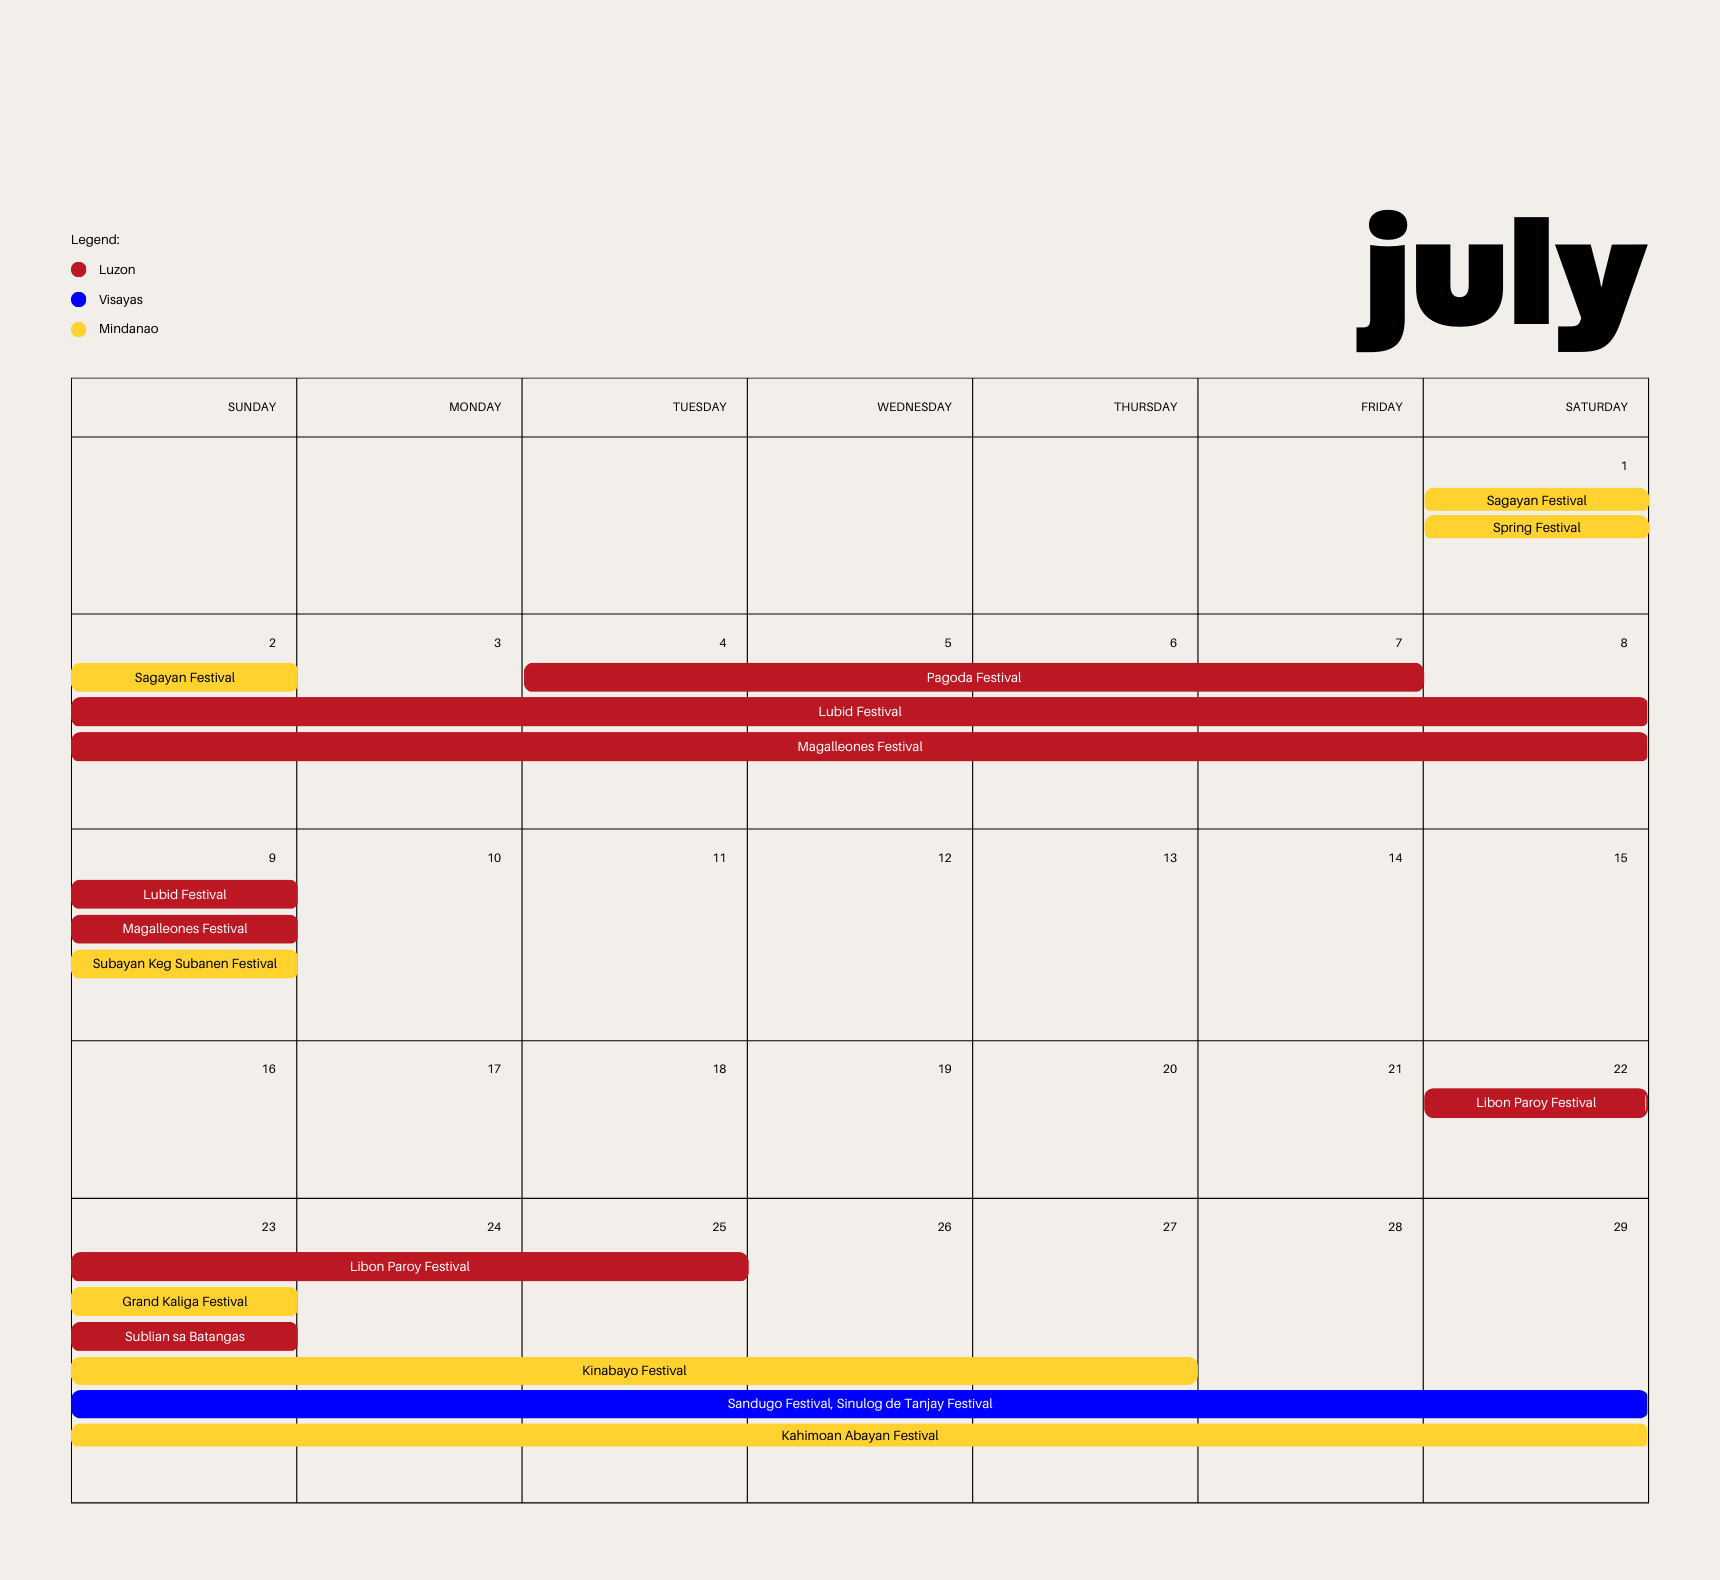 july
Legend:
Luzon
Visayas
Mindanao
SUNDAY MONDAY TUESDAY WEDNESDAY THURSDAY FRIDAY SATURDAY
1
Sagayan Festival
Spring Festival
2 3 4 5 6 7 8
Sagayan Festival Pagoda Festival
Lubid Festival
Magalleones Festival
9 10 11 12 13 14 15
Lubid Festival
Magalleones Festival
Subayan Keg Subanen Festival
16 17 18 19 20 21 22
Libon Paroy Festival
23 24 25 26 27 28 29
Libon Paroy Festival
Grand Kaliga Festival
Sublian sa Batangas
Kinabayo Festival
Sandugo Festival, Sinulog de Tanjay Festival
Kahimoan Abayan Festival